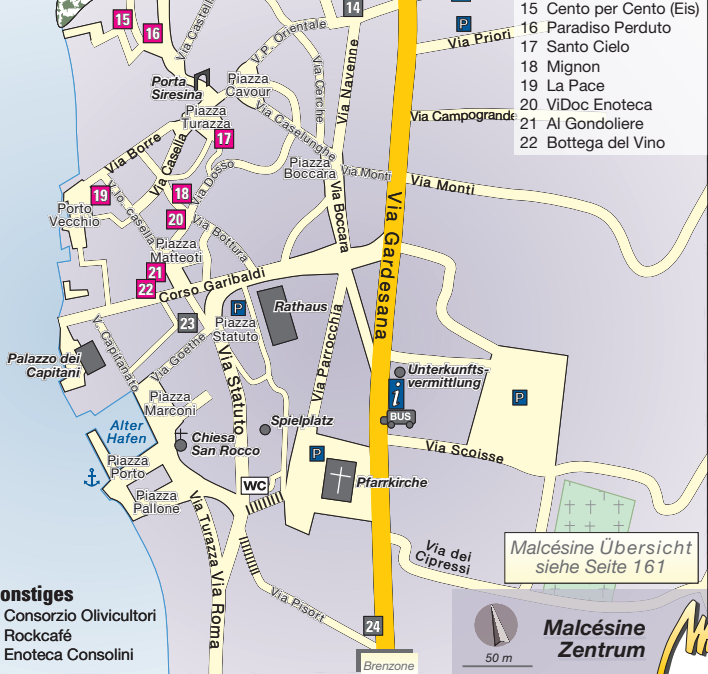 15 Cento per Cento (Eis)
16 Paradiso Perduto
17 Santo Cielo
18 Mignon
19 La Pace
20 ViDoc Enoteca
21 Al Gondoliere
22 Bottega del Vino
14
15
16
Via Castello
V.P. Orientale
Via Priori
Porta
Siresina
Piazza
Cavour
Via Cerche
Via Navenne
Piazza
Turazza
17
Via Caselunghe
Via Campogrande
Via Borre
Via Casella
Piazza
Boccara
Via Monti
Via Monti
19
18
Via Dosso
Porto
Vecchio
V. Io. casella
20
Via Bottura
Via Boccara
Via Gardesana
Piazza
Matteoti
21
22
Corso Garibaldi
23
P
Piazza
Statuto
Rathaus
V. Capitanato
Via Goethe
Via Statuto
Via Parrocchia
Palazzo dei
Capitani
Unterkunfts-
vermittlung
i
BUS
P
Piazza
Marconi
Alter
Hafen
Chiesa
San Rocco
Spielplatz
P
Via Scoisse
Piazza
Porto
WC
Pfarrkirche
Piazza
Pallone
Via Turazza
Via Roma
Via dei
Cipressi
Malcésine Übersicht
siehe Seite 161
Via Pisort
24
Brenzone
onstiges
Consorzio Olivicultori
Rockcafé
Enoteca Consolini
50 m
Malcésine
Zentrum
P